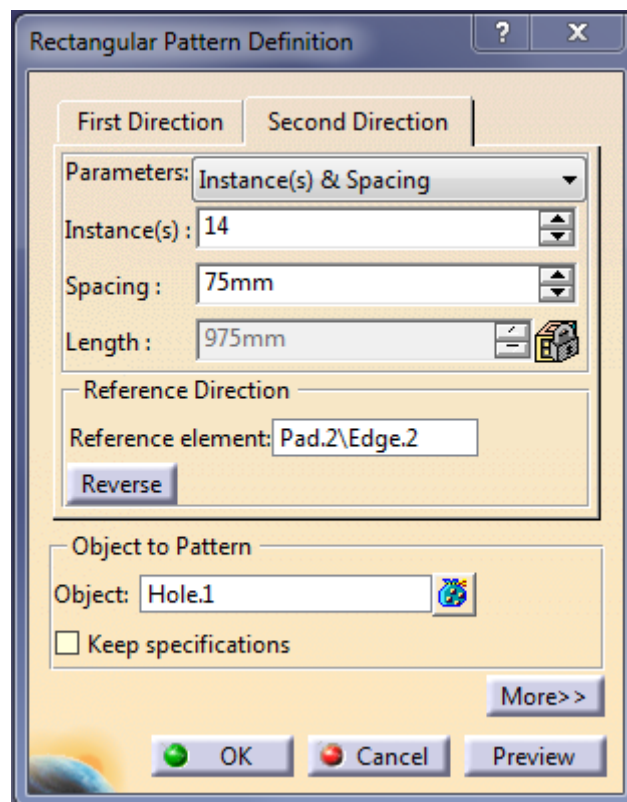 Rectangular Pattern Definition ? X
First Direction Second Direction
Parameters: Instance(s) & Spacing
Instance(s) : 14
Spacing : 75mm
Length : 975mm
Reference Direction
Reference element: Pad.2\Edge.2
Reverse
Object to Pattern
Object: Hole.1
Keep specifications
More>>
OK Cancel Preview